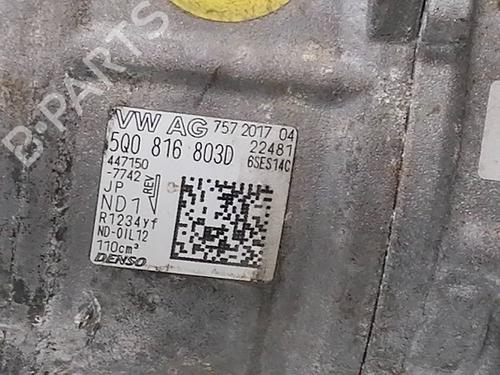 B-PARTS
VW AG 757 2017 04
5Q0 816 803D 22481
447150 6SES14C
-7742
JP REV
ND1
R1234yf
ND-OIL12
110cm³
DENSO